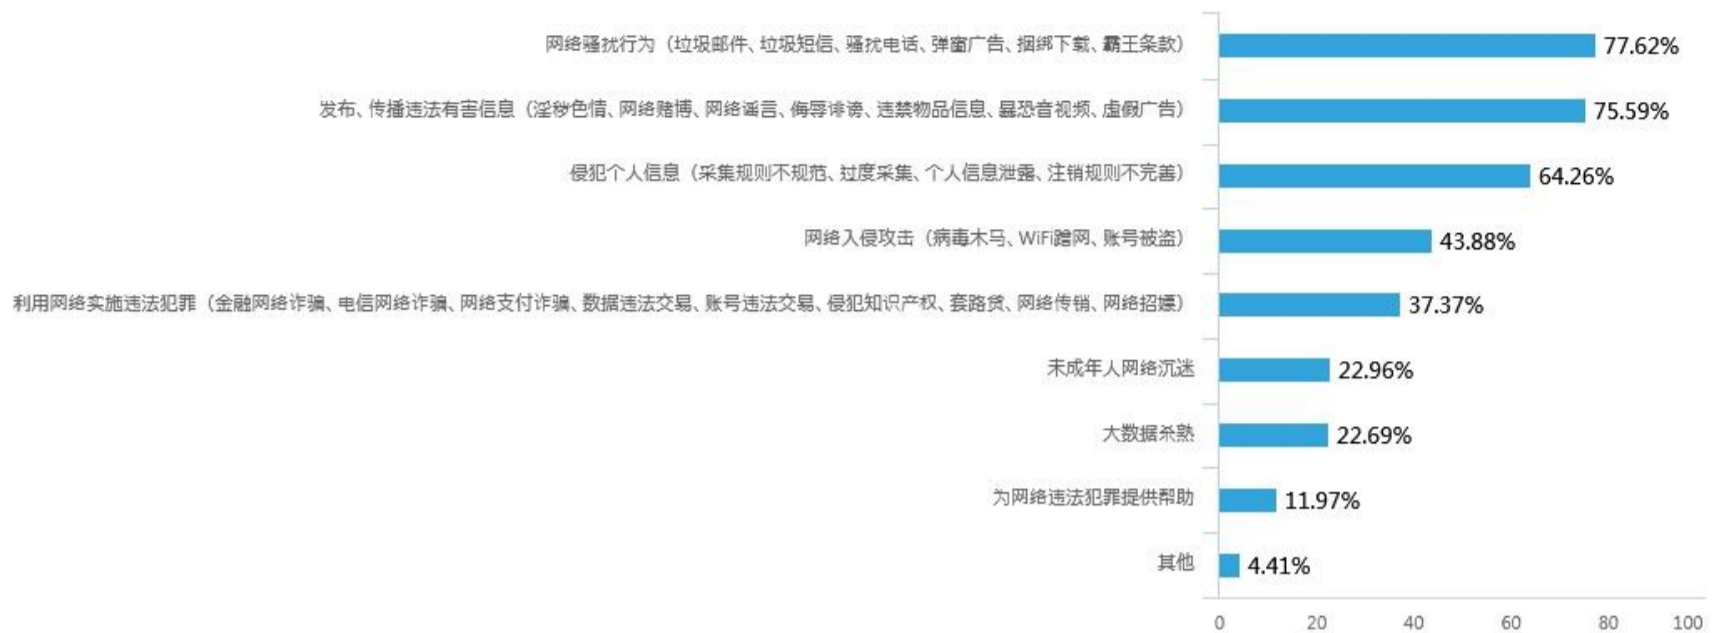 网络骚扰行为（垃圾邮件、垃圾短信、骚扰电话、弹窗广告、捆绑下载、霸王条款） 77.62%
发布、传播违法有害信息（淫秽色情、网络赌博、网络谣言、侮辱诽谤、违禁物品信息、暴恐音视频、虚假广告） 75.59%
侵犯个人信息（采集规则不规范、过度采集、个人信息泄露、注销规则不完善） 64.26%
网络入侵攻击（病毒木马、WiFi蹭网、账号被盗） 43.88%
利用网络实施违法犯罪（金融网络诈骗、电信网络诈骗、网络支付诈骗、数据违法交易、账号违法交易、侵犯知识产权、套路贷、网络传销、网络招嫖） 37.37%
未成年人网络沉迷 22.96%
大数据杀熟 22.69%
为网络违法犯罪提供帮助 11.97%
其他 4.41%
0 20 40 60 80 100